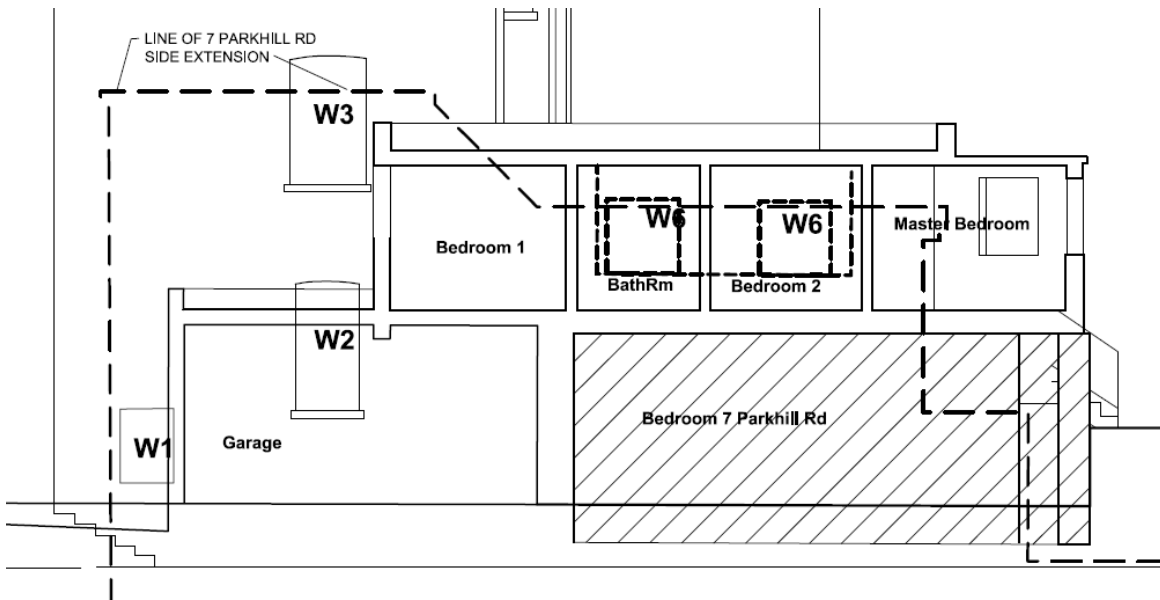 LINE OF 7 PARKHILL RD
SIDE EXTENSION
W3
W6
W6
Master Bedroom
Bedroom 1
BathRm
Bedroom 2
W2
Bedroom 7 Parkhill Rd
W1
Garage